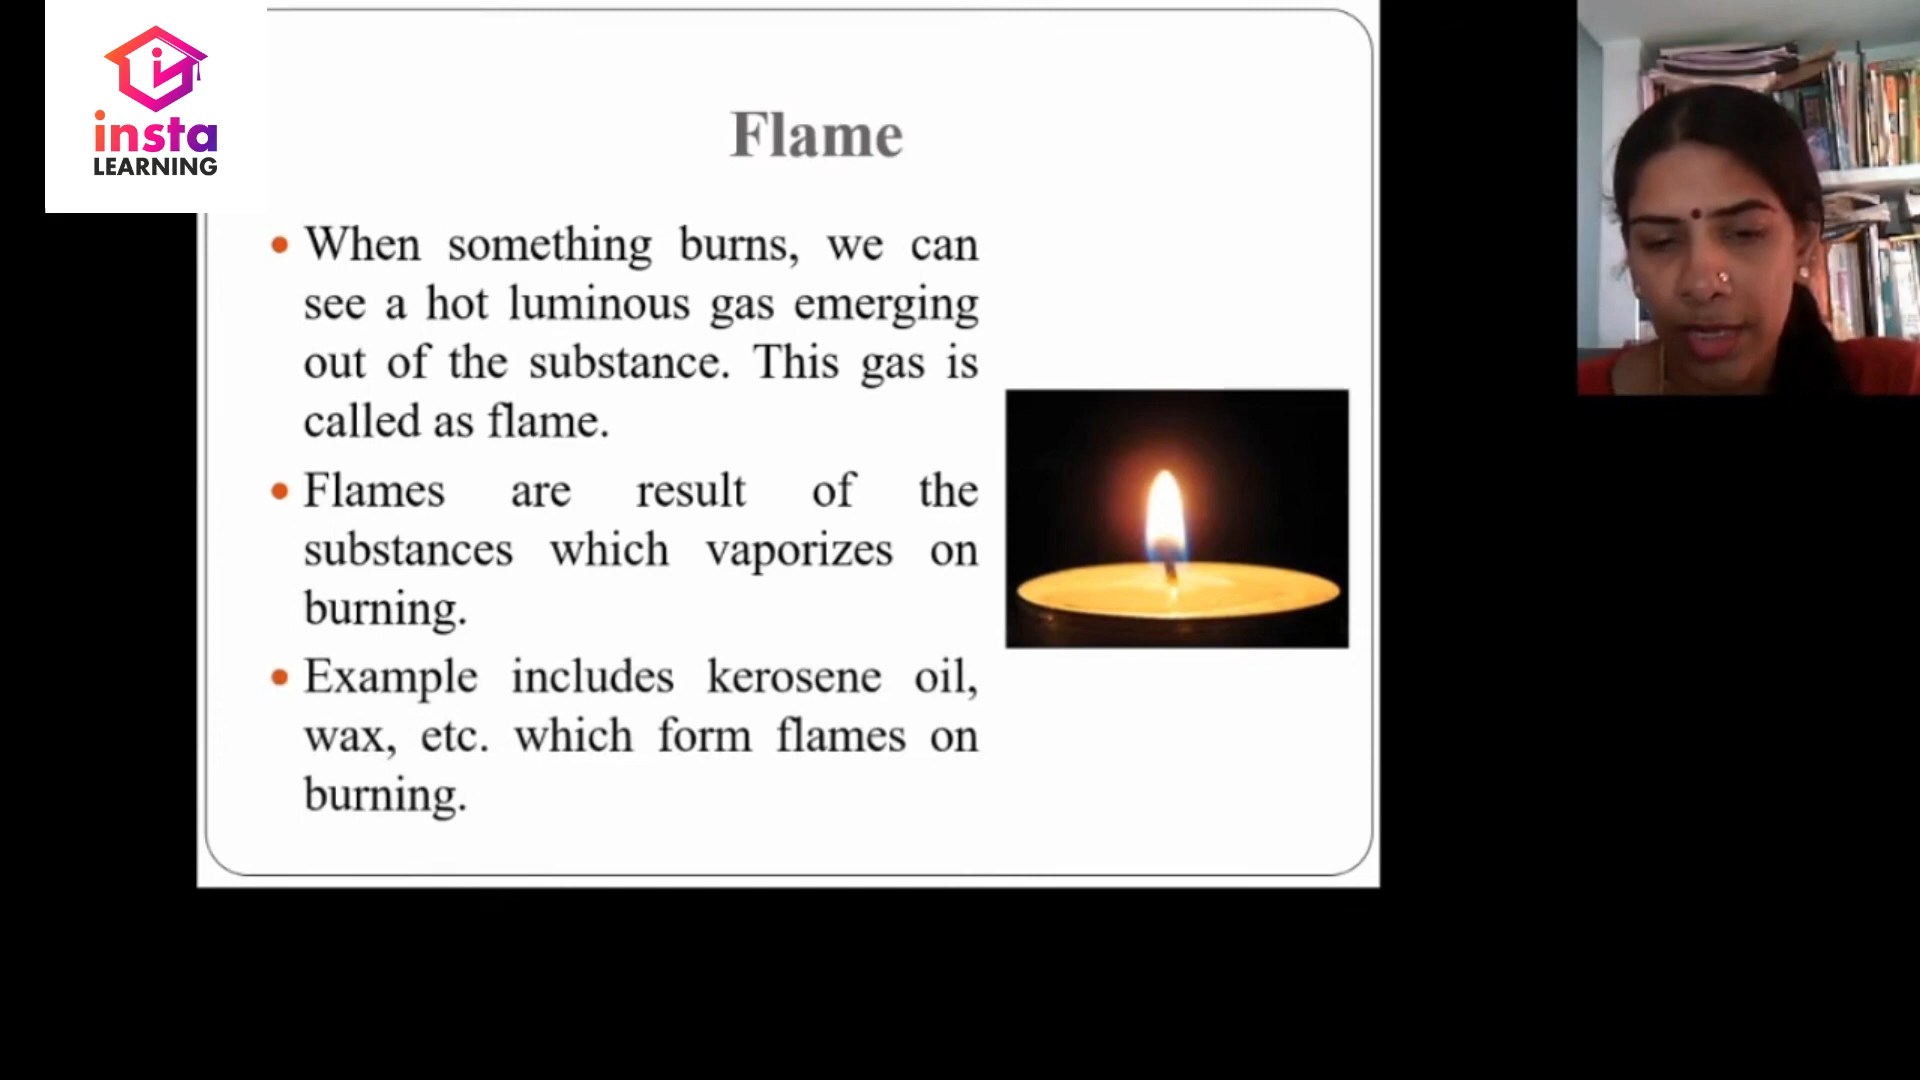 insta
LEARNING
Flame
• When something burns, we can
see a hot luminous gas emerging
out of the substance. This gas is
called as flame.
• Flames are result of the
substances which vaporizes on
burning.
• Example includes kerosene oil,
wax, etc. which form flames on
burning.